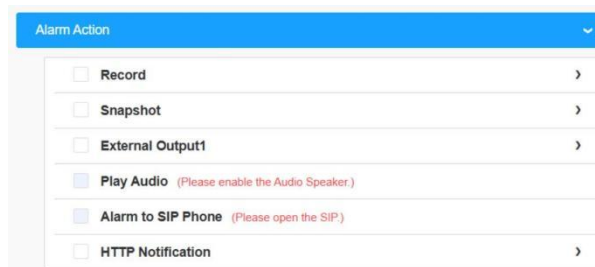 Alarm Action
Record
Snapshot
External Output1
Play Audio (Please enable the Audio Speaker.)
Alarm to SIP Phone (Please open the SIP.)
HTTP Notification